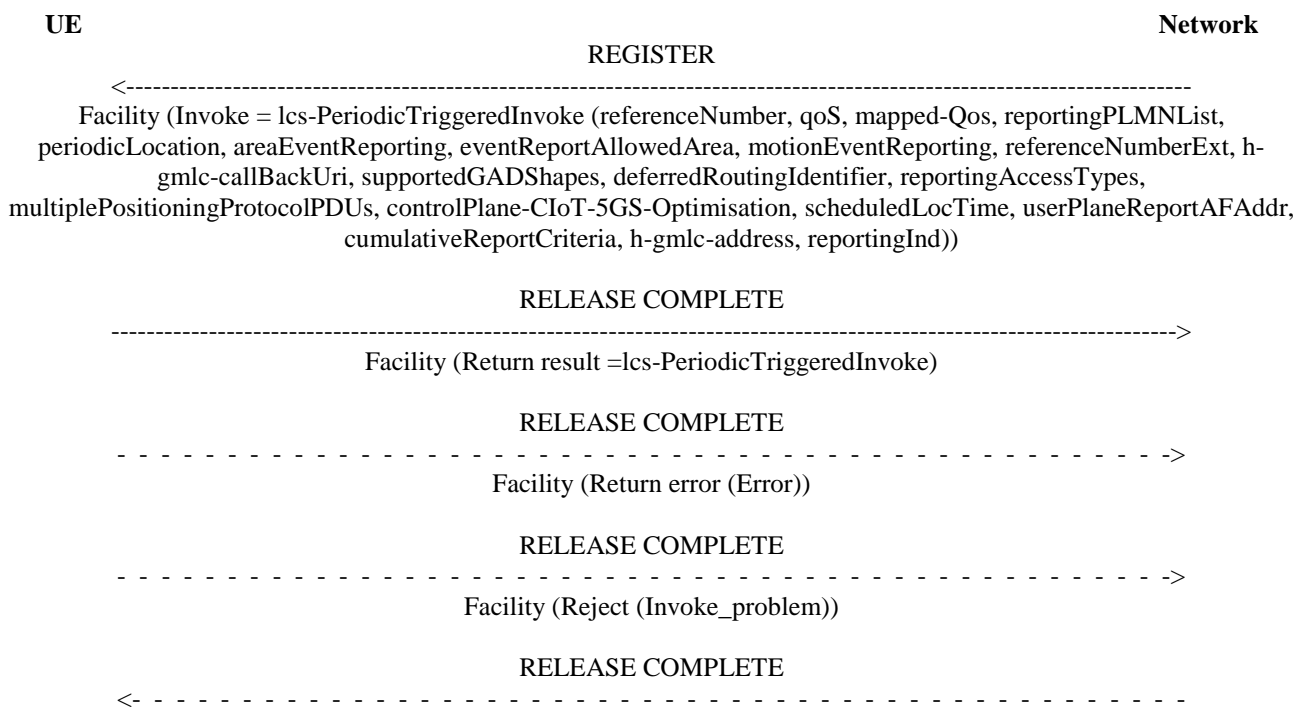 UE Network
REGISTER
<------------------------------------------------------------------------------------------------------------------------
Facility (Invoke = lcs-PeriodicTriggeredInvoke (referenceNumber, qoS, mapped-Qos, reportingPLMNList,
periodicLocation, areaEventReporting, eventReportAllowedArea, motionEventReporting, referenceNumberExt, h-
gmlc-callBackUri, supportedGADShapes, deferredRoutingIdentifier, reportingAccessTypes,
multiplePositioningProtocolPDUs, controlPlane-CIoT-5GS-Optimisation, scheduledLocTime, userPlaneReportAFAddr,
cumulativeReportCriteria, h-gmlc-address, reportingInd))
RELEASE COMPLETE
------------------------------------------------------------------------------------------------------------------------>
Facility (Return result =lcs-PeriodicTriggeredInvoke)
RELEASE COMPLETE
- - - - - - - - - - - - - - - - - - - - - - - - - - - - - - - - - - - - - - - - - - - - - - - - - ->
Facility (Return error (Error))
RELEASE COMPLETE
- - - - - - - - - - - - - - - - - - - - - - - - - - - - - - - - - - - - - - - - - - - - - - - - - ->
Facility (Reject (Invoke_problem))
RELEASE COMPLETE
<- - - - - - - - - - - - - - - - - - - - - - - - - - - - - - - - - - - - - - - - - - - - - - - - - -